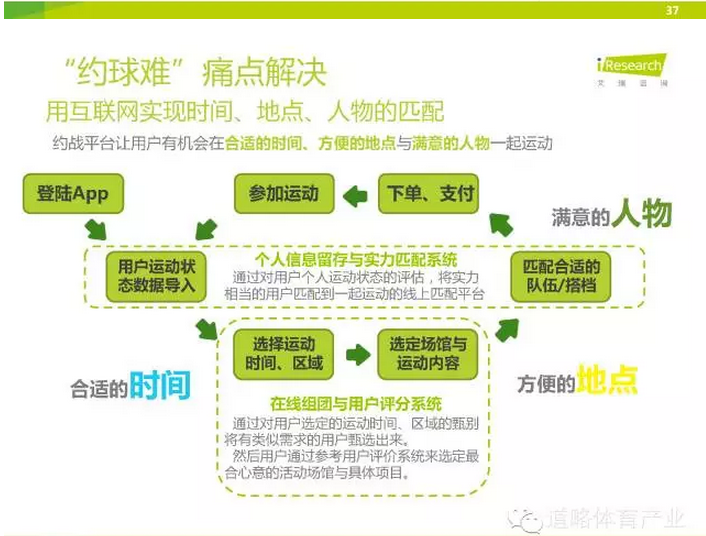 37
“约球难”痛点解决
iResearch
艾瑞咨询
用互联网实现时间、地点、人物的匹配
约战平台让用户有机会在合适的时间、方便的地点与满意的人物一起运动
登陆App
参加运动
下单、支付
满意的人物
用户运动状
态数据导入
个人信息留存与实力匹配系统
通过对用户个人运动状态的评估，将实力
相当的用户匹配到一起运动的线上匹配平台
匹配合适的
队伍/搭档
选择运动
时间、区域
选定场馆与
运动内容
合适的时间
方便的地点
在线组团与用户评分系统
通过对用户选定的运动时间、区域的甄别
将有类似需求的用户甄选出来。
然后用户通过参考用户评价系统来选定最
合心意的活动场馆与具体项目。
道略体育产业